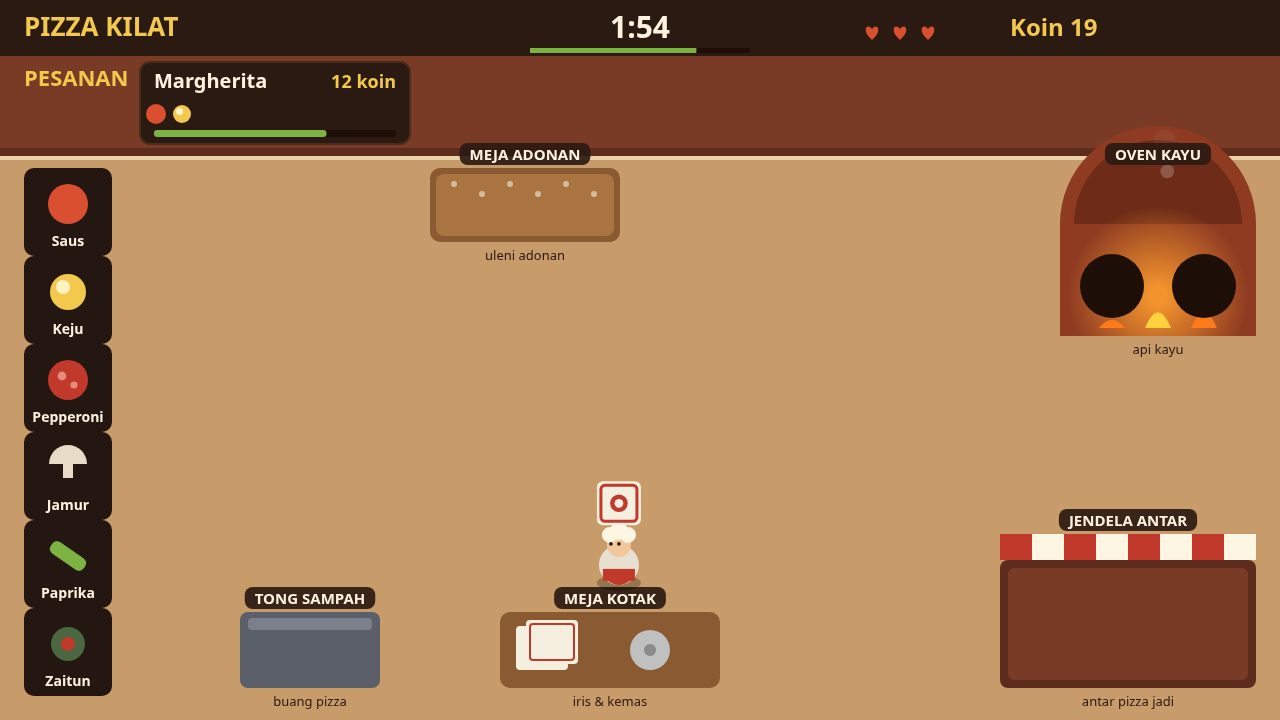 PIZZA KILAT
1:54
Koin 19
PESANAN
Margherita
12 koin
MEJA ADONAN
uleni adonan
OVEN KAYU
api kayu
Saus
Keju
Pepperoni
Jamur
Paprika
Zaitun
TONG SAMPAH
buang pizza
MEJA KOTAK
iris & kemas
JENDELA ANTAR
antar pizza jadi